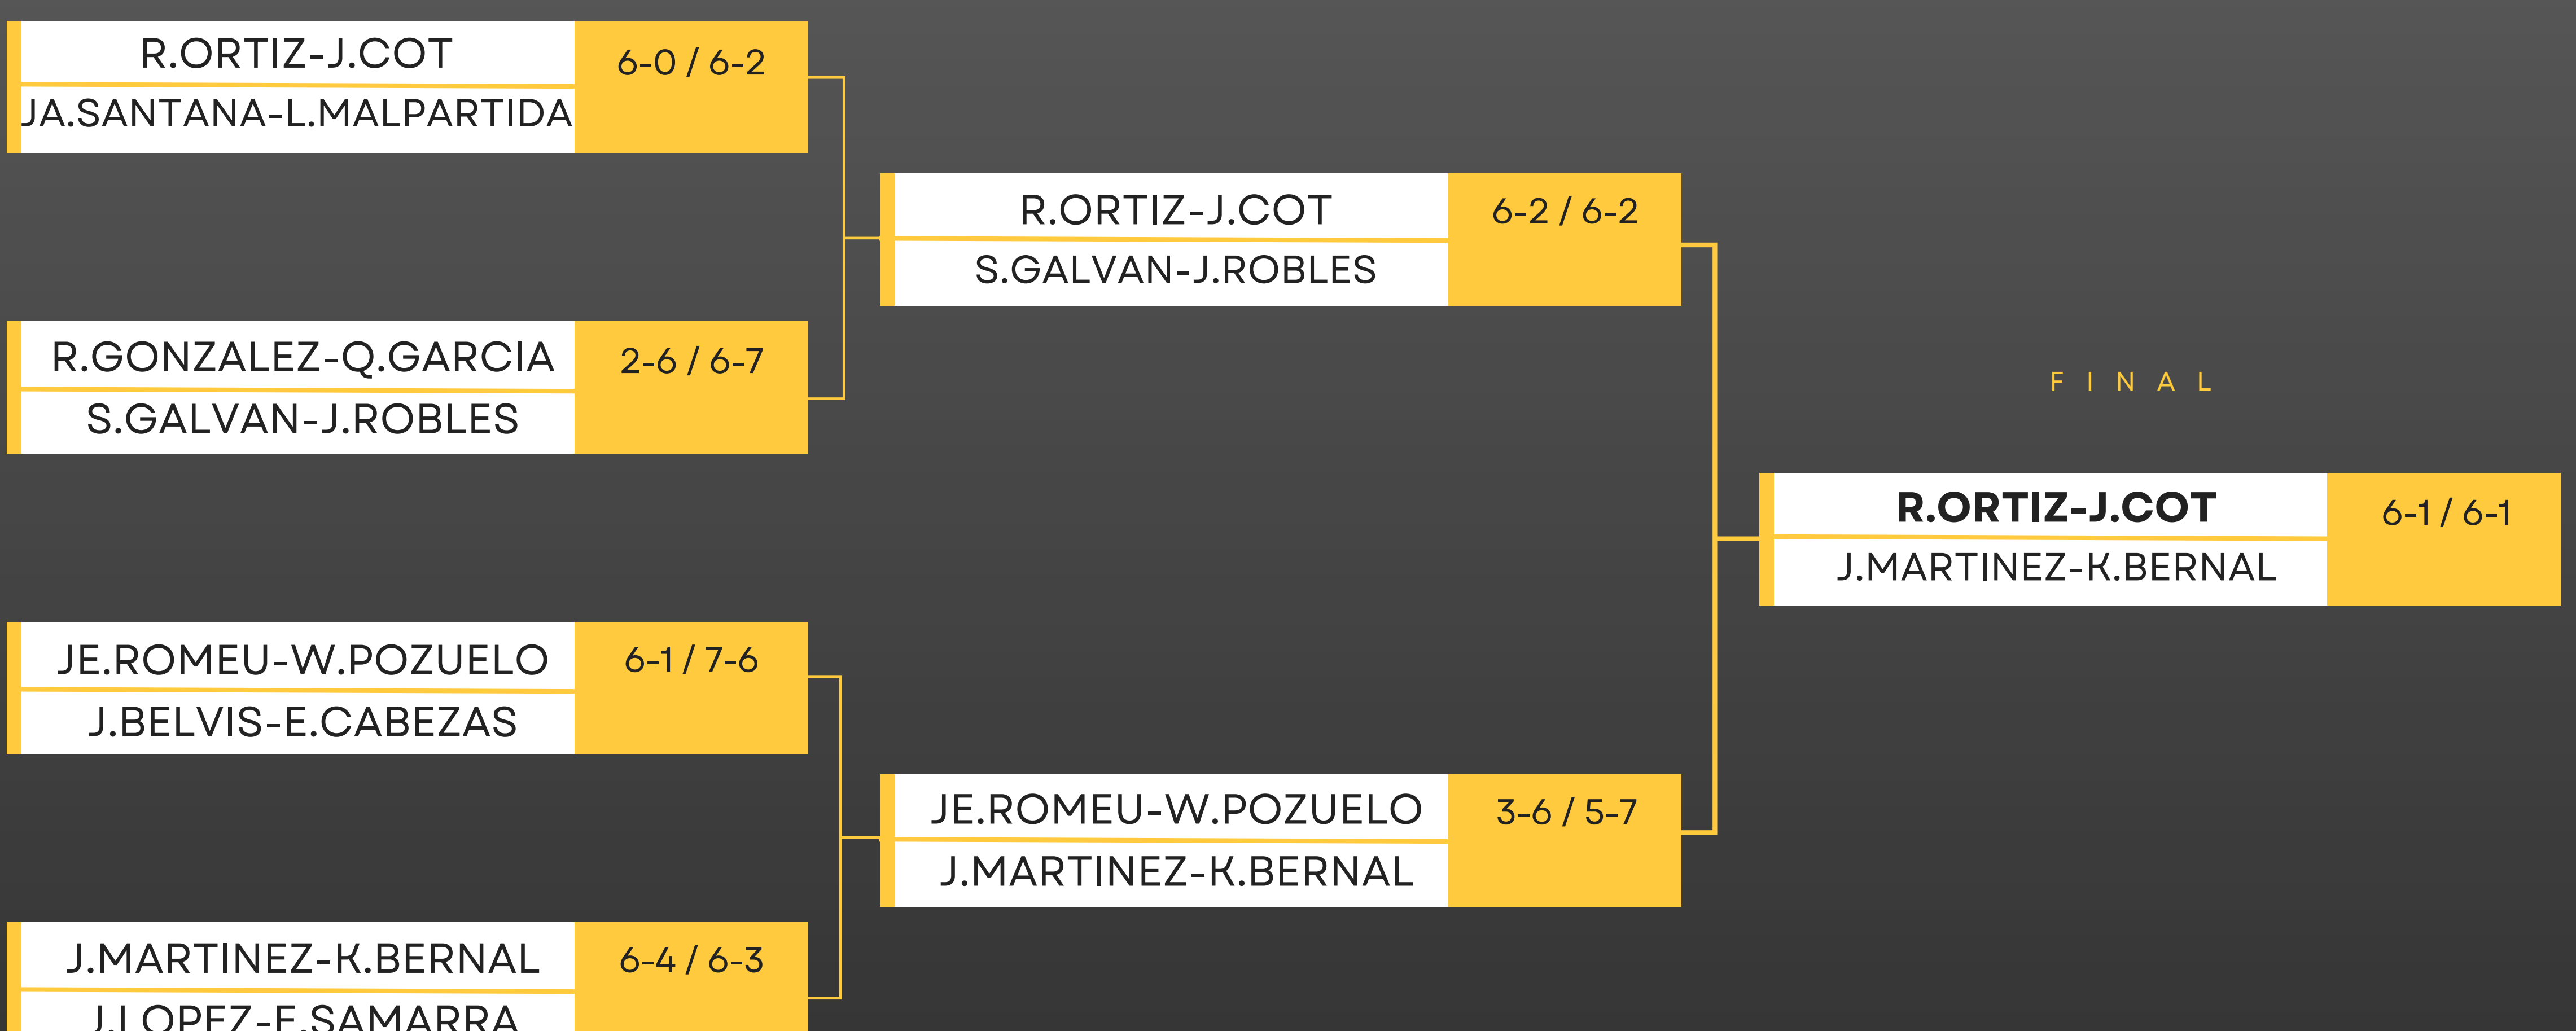 R.ORTIZ-J.COT
6-0 / 6-2
JA.SANTANA-L.MALPARTIDA
R.ORTIZ-J.COT
6-2 / 6-2
S.GALVAN-J.ROBLES
R.GONZALEZ-Q.GARCIA
2-6 / 6-7
S.GALVAN-J.ROBLES
FINAL
R.ORTIZ-J.COT
6-1 / 6-1
J.MARTINEZ-K.BERNAL
JE.ROMEU-W.POZUELO
6-1 / 7-6
J.BELVIS-E.CABEZAS
JE.ROMEU-W.POZUELO
3-6 / 5-7
J.MARTINEZ-K.BERNAL
J.MARTINEZ-K.BERNAL
6-4 / 6-3
J.LOPEZ-E.SAMARRA